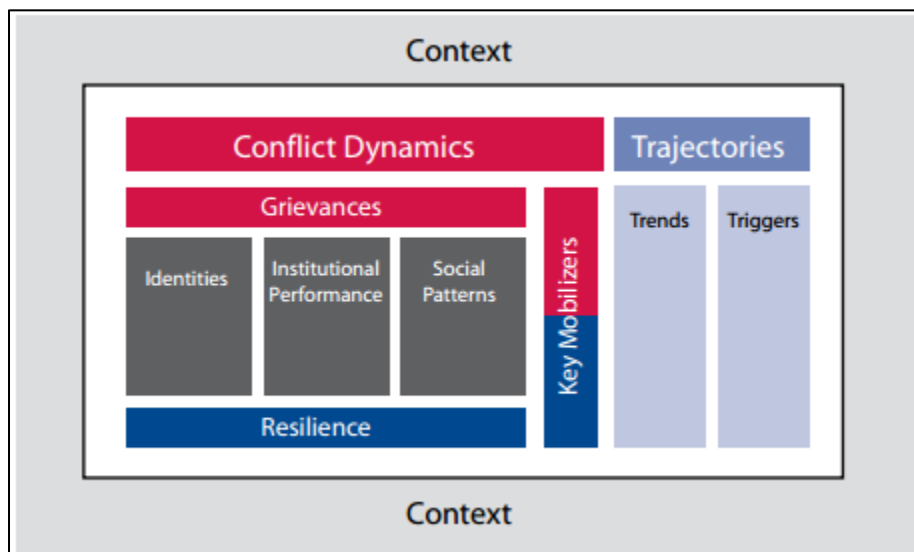 Context
Conflict Dynamics
Trajectories
Grievances
Key Mobilizers
Trends
Triggers
Identities
Institutional
Performance
Social
Patterns
Resilience
Context